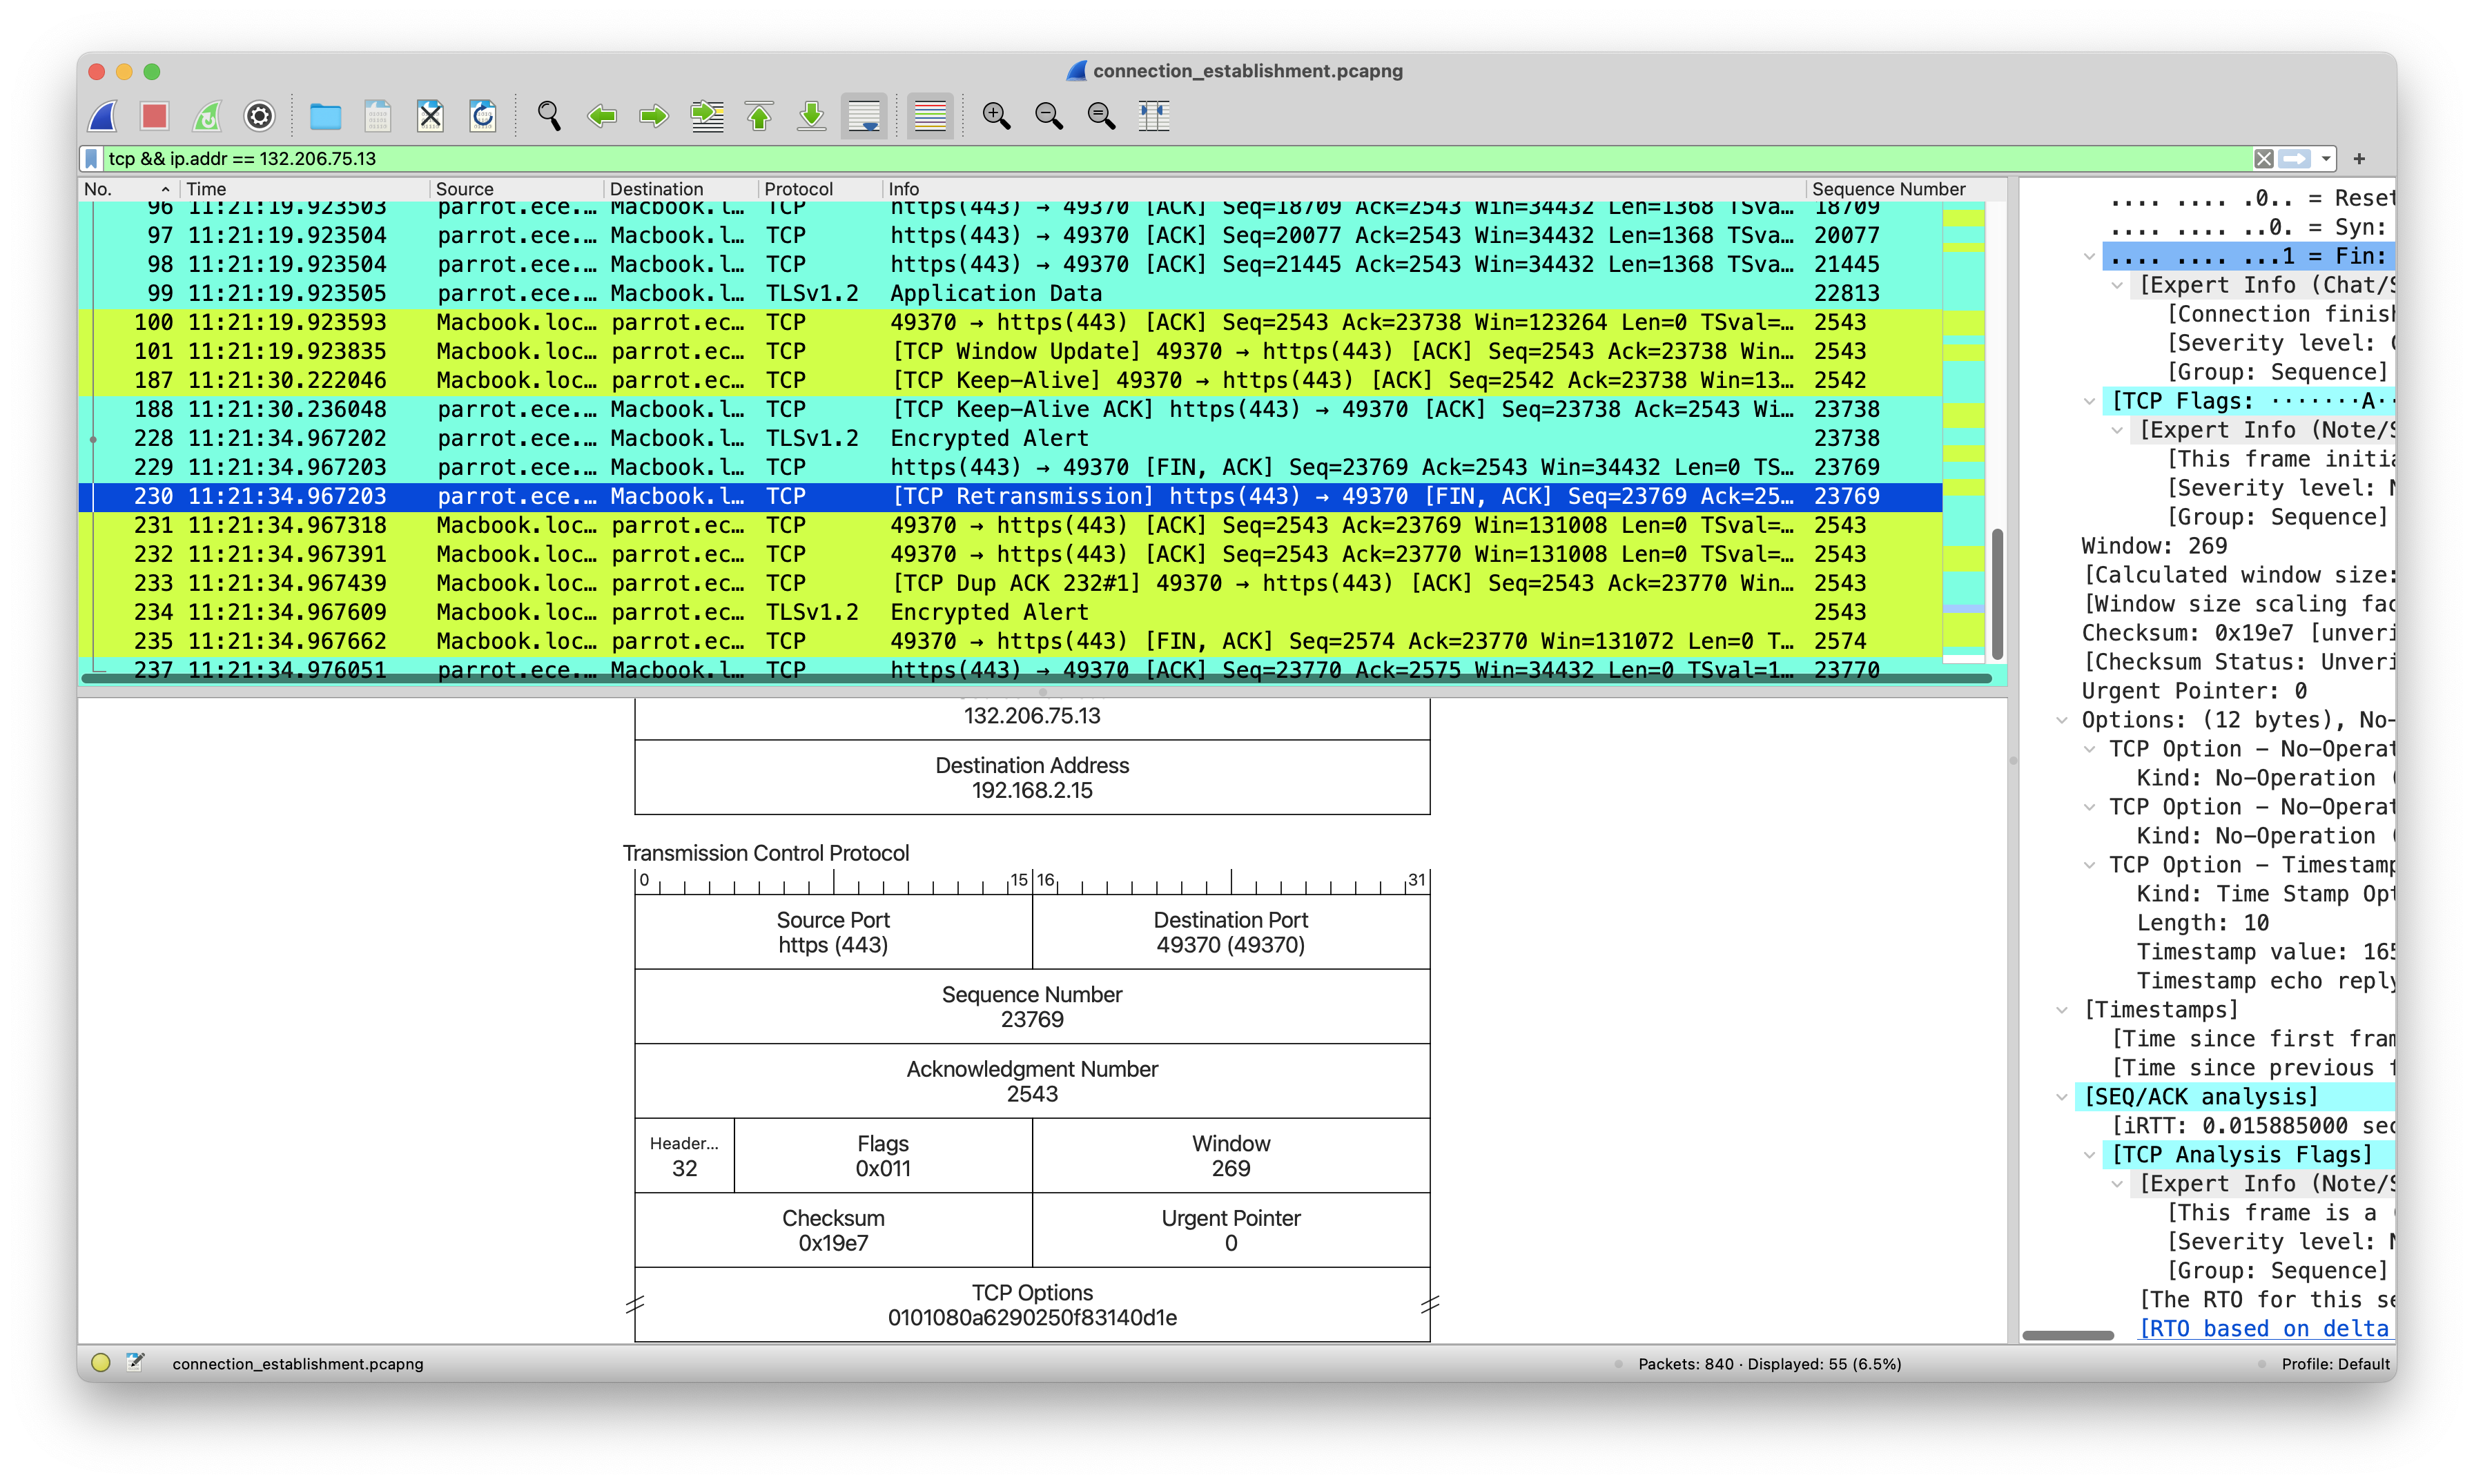 connection_establishment.pcapng
tcp && ip.addr == 132.206.75.13
No. Time Source Destination Protocol Info Sequence Number
96 11:21:19.923503 parrot.ece.… Macbook.l… TCP https(443) → 49370 [ACK] Seq=18709 Ack=2543 Win=34432 Len=1368 TSva… 18709
97 11:21:19.923504 parrot.ece.… Macbook.l… TCP https(443) → 49370 [ACK] Seq=20077 Ack=2543 Win=34432 Len=1368 TSva… 20077
98 11:21:19.923504 parrot.ece.… Macbook.l… TCP https(443) → 49370 [ACK] Seq=21445 Ack=2543 Win=34432 Len=1368 TSva… 21445
99 11:21:19.923505 parrot.ece.… Macbook.l… TLSv1.2 Application Data 22813
100 11:21:19.923593 Macbook.loc… parrot.ec… TCP 49370 → https(443) [ACK] Seq=2543 Ack=23738 Win=123264 Len=0 TSval=… 2543
101 11:21:19.923835 Macbook.loc… parrot.ec… TCP [TCP Window Update] 49370 → https(443) [ACK] Seq=2543 Ack=23738 Win… 2543
187 11:21:30.222046 Macbook.loc… parrot.ec… TCP [TCP Keep-Alive] 49370 → https(443) [ACK] Seq=2542 Ack=23738 Win=13… 2542
188 11:21:30.236048 parrot.ece.… Macbook.l… TCP [TCP Keep-Alive ACK] https(443) → 49370 [ACK] Seq=23738 Ack=2543 Wi… 23738
228 11:21:34.967202 parrot.ece.… Macbook.l… TLSv1.2 Encrypted Alert 23738
229 11:21:34.967203 parrot.ece.… Macbook.l… TCP https(443) → 49370 [FIN, ACK] Seq=23769 Ack=2543 Win=34432 Len=0 TS… 23769
230 11:21:34.967203 parrot.ece.… Macbook.l… TCP [TCP Retransmission] https(443) → 49370 [FIN, ACK] Seq=23769 Ack=25… 23769
231 11:21:34.967318 Macbook.loc… parrot.ec… TCP 49370 → https(443) [ACK] Seq=2543 Ack=23769 Win=131008 Len=0 TSval=… 2543
232 11:21:34.967391 Macbook.loc… parrot.ec… TCP 49370 → https(443) [ACK] Seq=2543 Ack=23770 Win=131008 Len=0 TSval=… 2543
233 11:21:34.967439 Macbook.loc… parrot.ec… TCP [TCP Dup ACK 232#1] 49370 → https(443) [ACK] Seq=2543 Ack=23770 Win… 2543
234 11:21:34.967609 Macbook.loc… parrot.ec… TLSv1.2 Encrypted Alert 2543
235 11:21:34.967662 Macbook.loc… parrot.ec… TCP 49370 → https(443) [FIN, ACK] Seq=2574 Ack=23770 Win=131072 Len=0 T… 2574
237 11:21:34.976051 parrot.ece.… Macbook.l… TCP https(443) → 49370 [ACK] Seq=23770 Ack=2575 Win=34432 Len=0 TSval=1… 23770
132.206.75.13
Destination Address
192.168.2.15
Transmission Control Protocol
0 15 16 31
Source Port Destination Port
https (443) 49370 (49370)
Sequence Number
23769
Acknowledgment Number
2543
Header… Flags Window
32 0x011 269
Checksum Urgent Pointer
0x19e7 0
TCP Options
0101080a6290250f83140d1e
.... .... .0.. = Reset
.... .... ..0. = Syn:
.... .... ...1 = Fin:
[Expert Info (Chat/S
[Connection finish
[Severity level: C
[Group: Sequence]
[TCP Flags: ·······A··
[Expert Info (Note/S
[This frame initia
[Severity level: N
[Group: Sequence]
Window: 269
[Calculated window size:
[Window size scaling fac
Checksum: 0x19e7 [unveri
[Checksum Status: Unveri
Urgent Pointer: 0
Options: (12 bytes), No-
TCP Option - No-Operat
Kind: No-Operation (
TCP Option - No-Operat
Kind: No-Operation (
TCP Option - Timestamp
Kind: Time Stamp Opt
Length: 10
Timestamp value: 165
Timestamp echo reply
[Timestamps]
[Time since first fram
[Time since previous f
[SEQ/ACK analysis]
[iRTT: 0.015885000 sec
[TCP Analysis Flags]
[Expert Info (Note/S
[This frame is a (
[Severity level: N
[Group: Sequence]
[The RTO for this se
[RTO based on delta
connection_establishment.pcapng
Packets: 840 · Displayed: 55 (6.5%)
Profile: Default